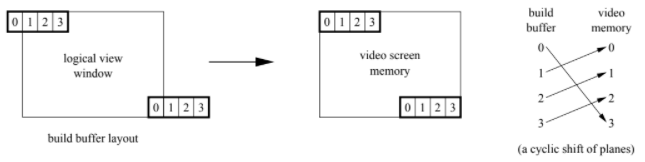 0 1 2 3
logical view
window
0 1 2 3
build buffer layout
0 1 2 3
video screen
memory
0 1 2 3
build video
buffer memory
0 0
1 1
2 2
3 3
(a cyclic shift of planes)